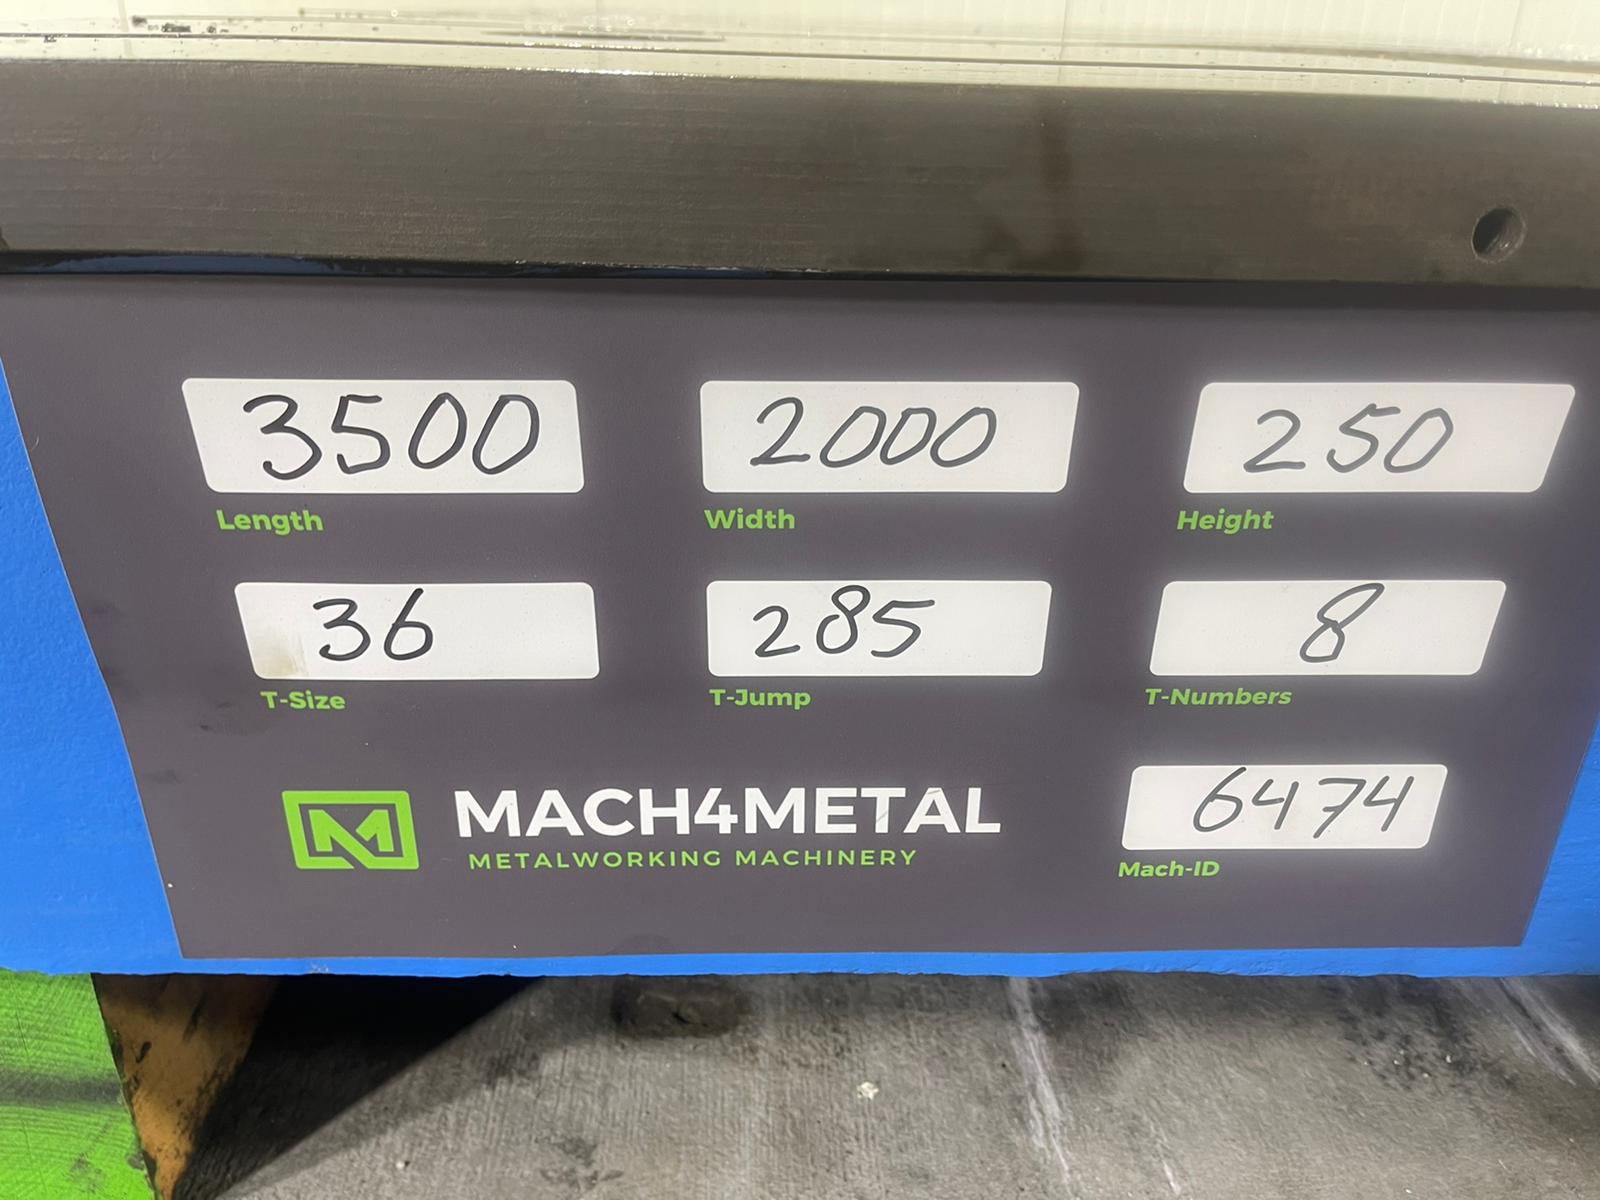 3500 2000 250
Length Width Height
36 285 8
T-Size T-Jump T-Numbers
MACH4METAL 6474
METALWORKING MACHINERY Mach-ID